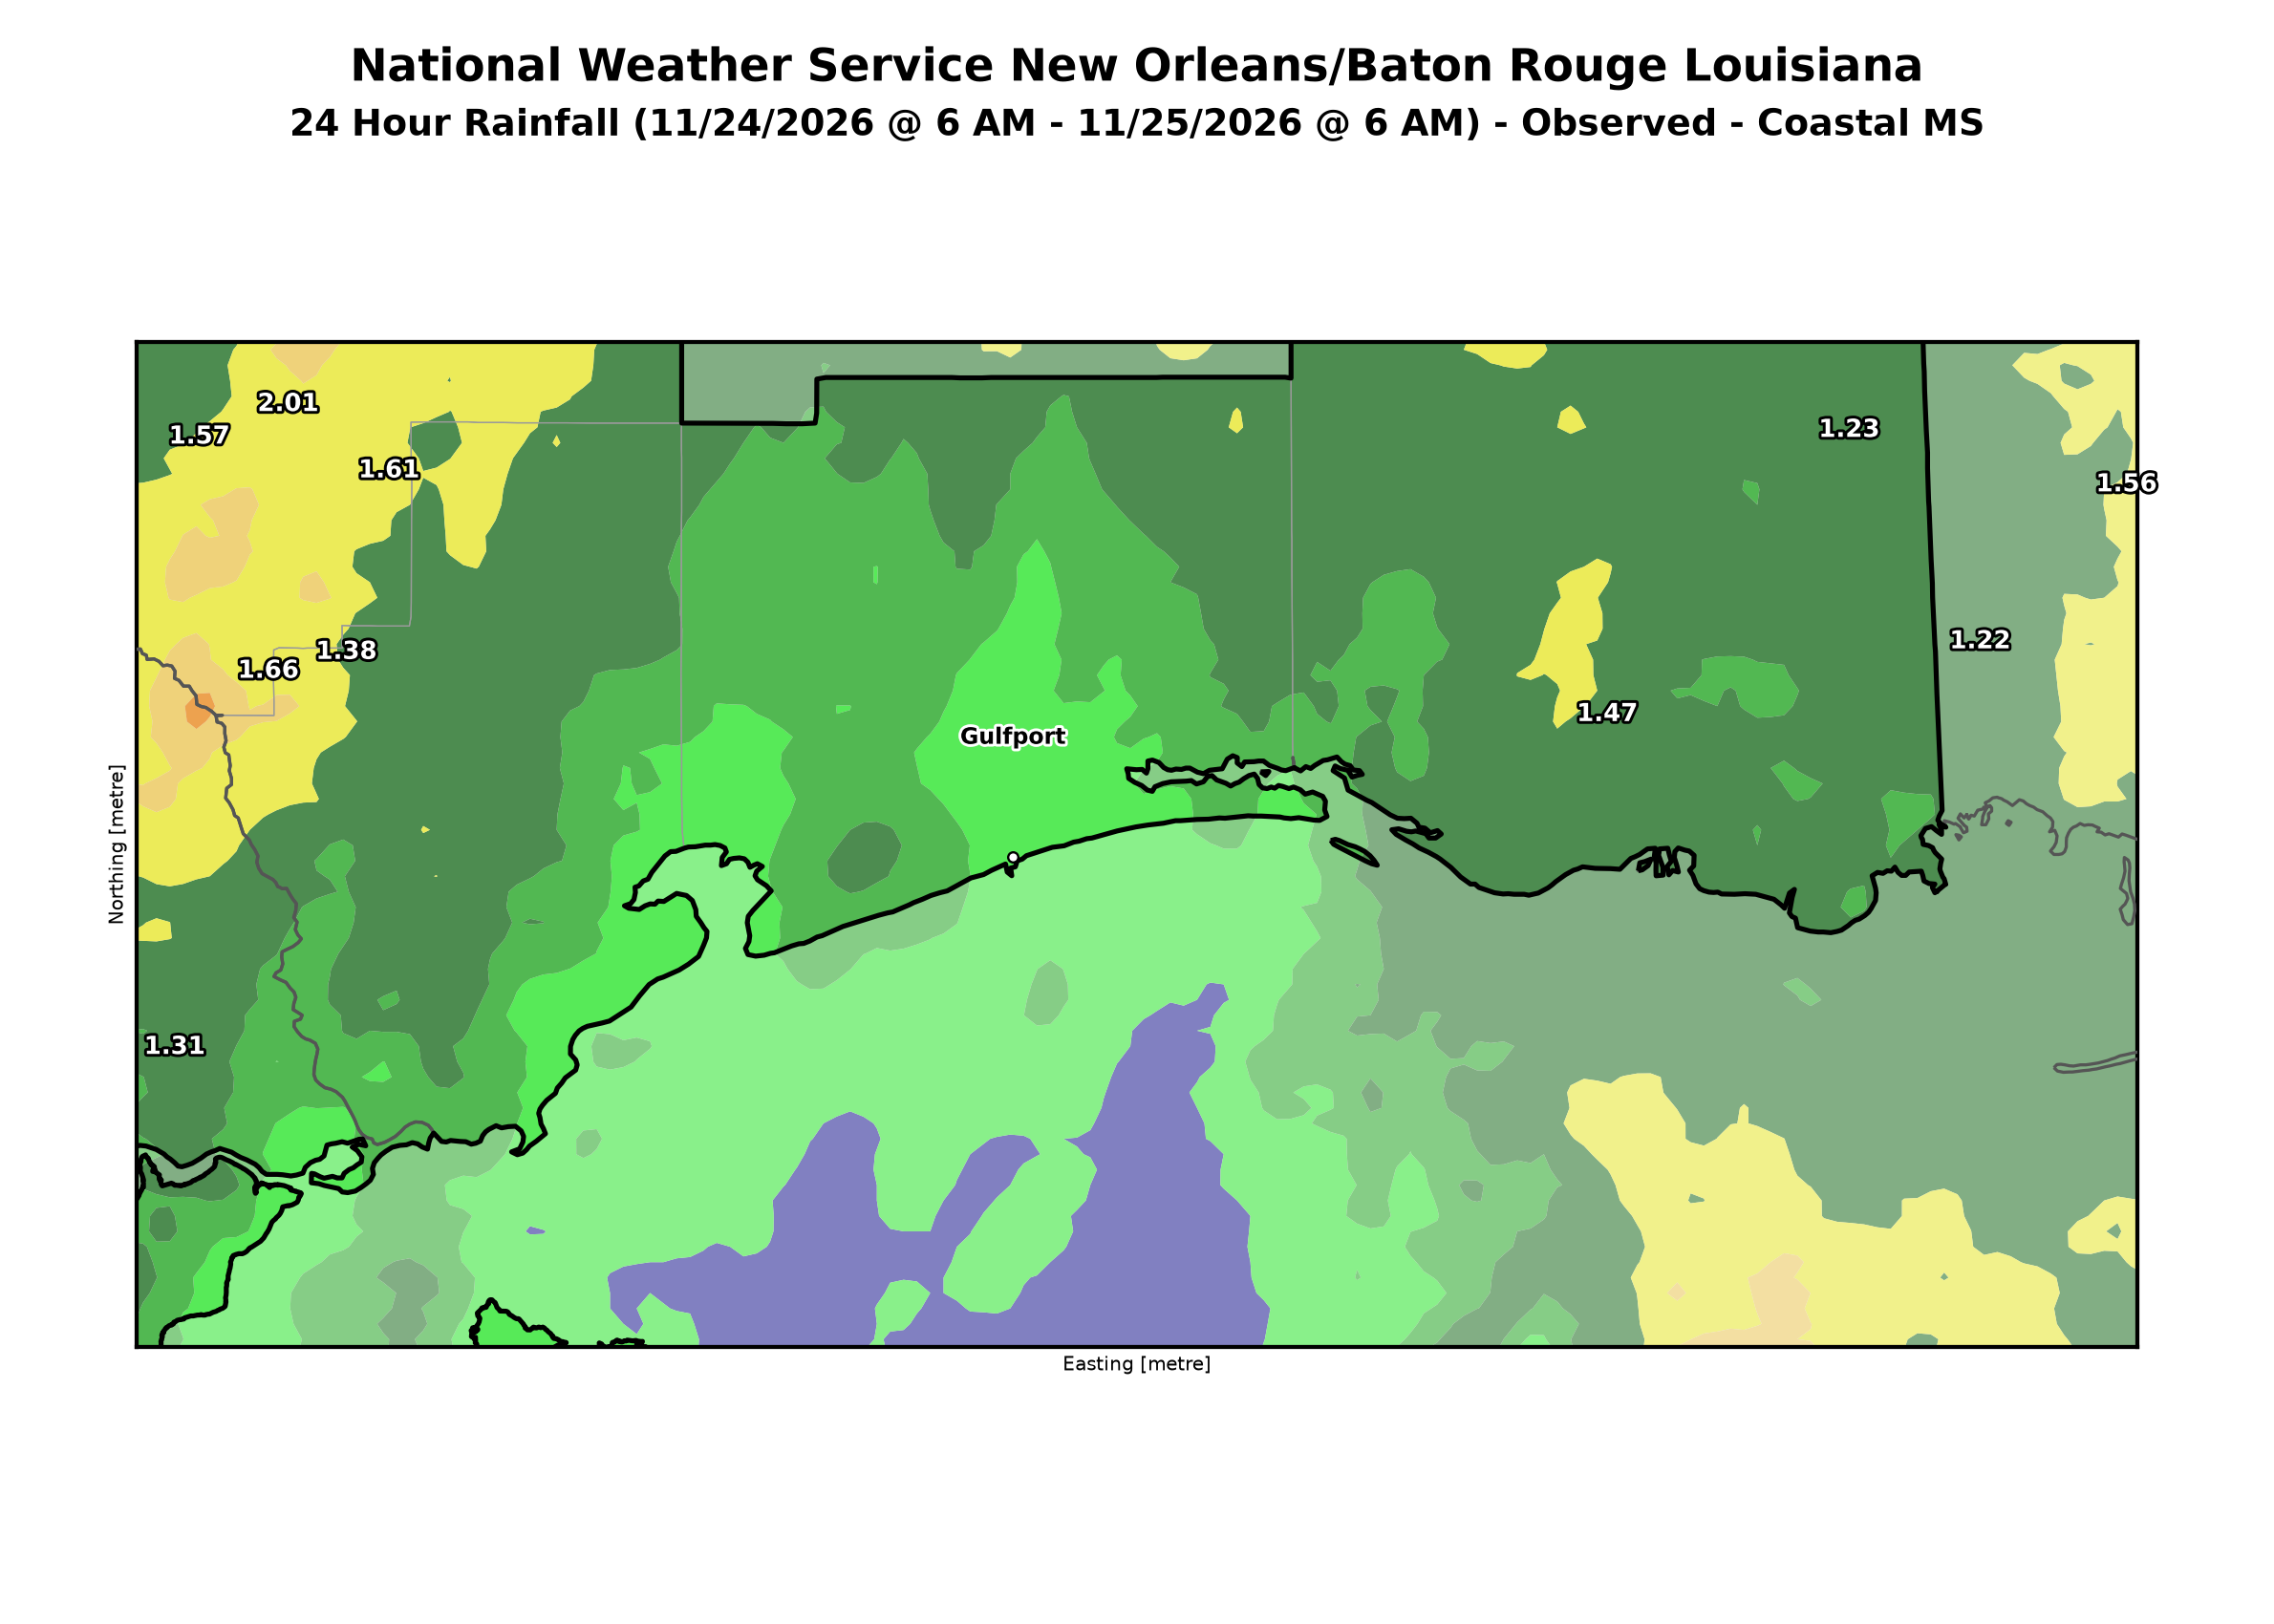 National Weather Service New Orleans/Baton Rouge Louisiana
24 Hour Rainfall (11/24/2026 @ 6 AM - 11/25/2026 @ 6 AM) - Observed - Coastal MS
2.01
1.57
1.23
1.61
1.56
1.22
1.38
1.66
1.47
Gulfport
1.31
Northing [metre]
Easting [metre]